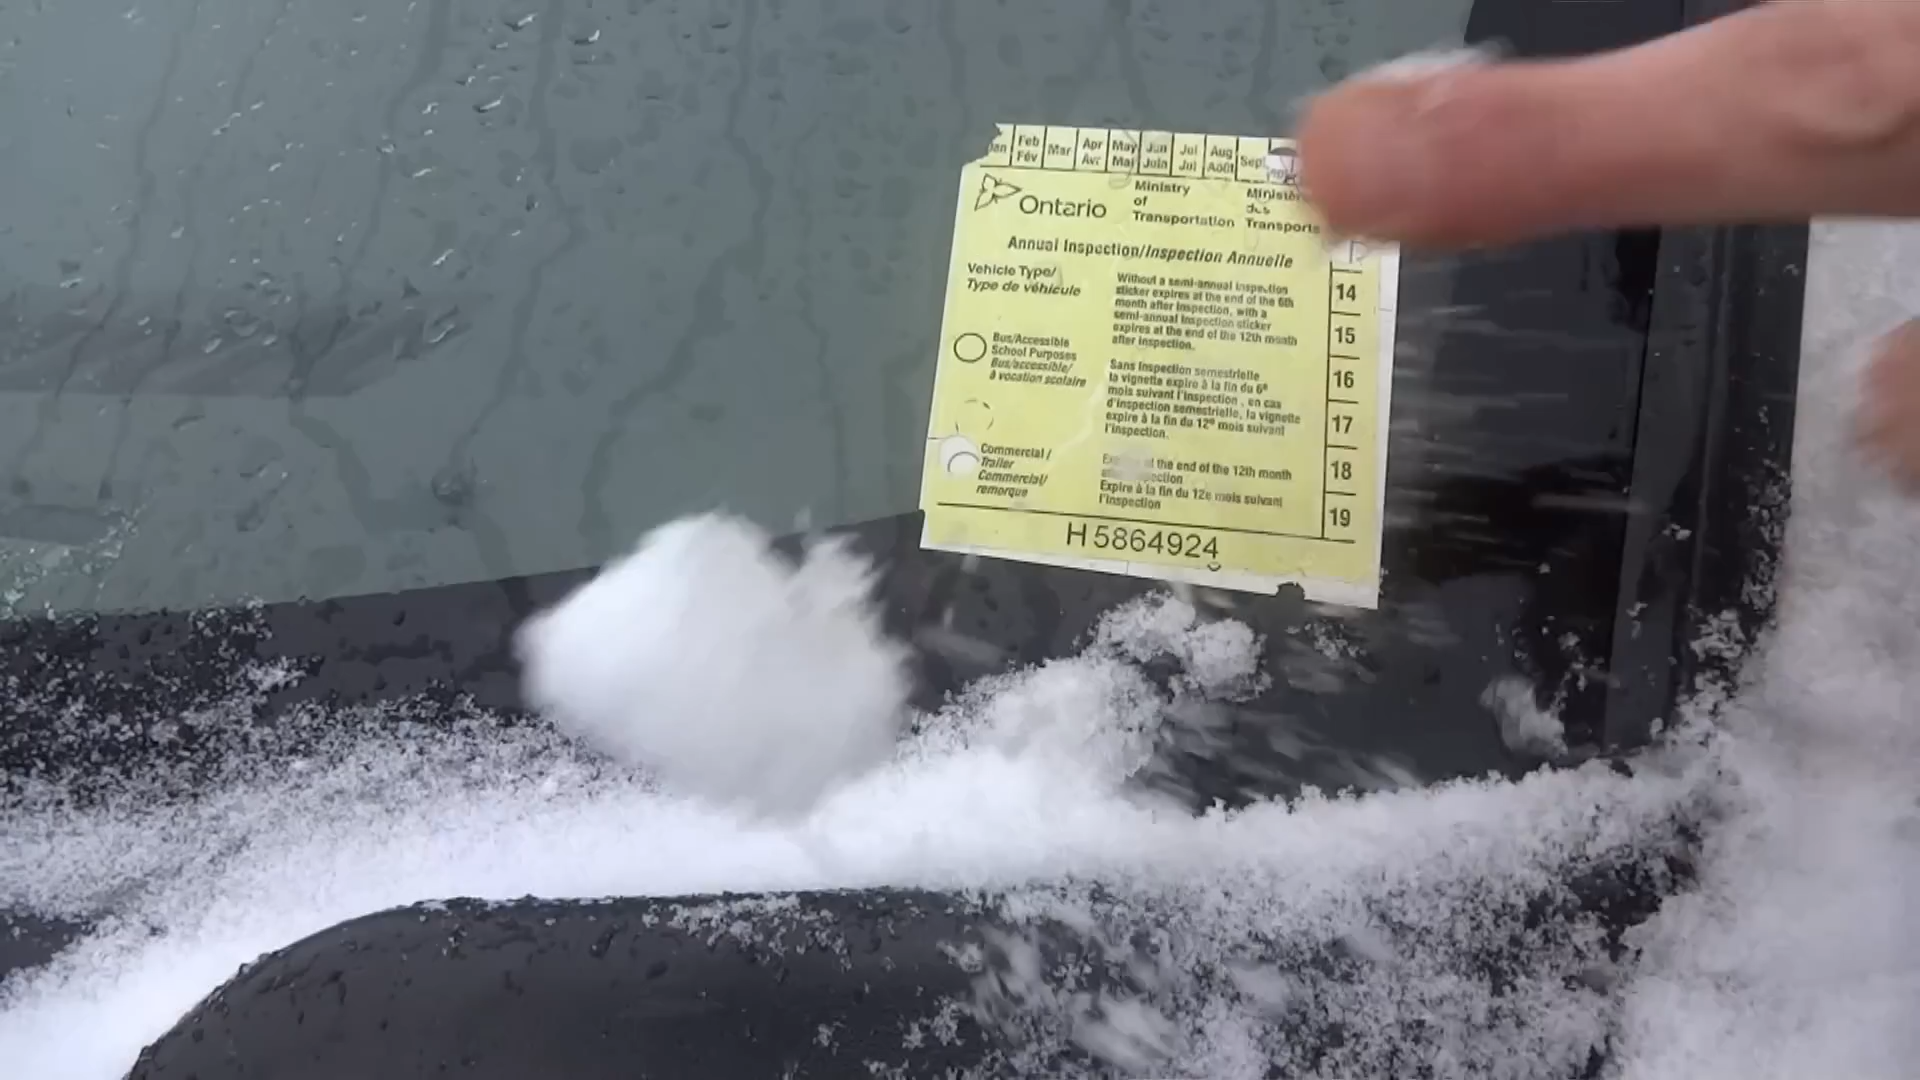 Feb Fév
Mar
Apr Avr
May Mai
Jun Juin
Jul Jul
Aug Août
Sept
Ontario
Ministry of Transportation
Ministère des Transports
Annual Inspection/Inspection Annuelle
Vehicle Type/
Type de véhicule
Bus/Accessible
School Purposes
Bus/accessible/
à vocation scolaire
Commercial /
Trailer
Commercial/
remorque
Without a semi-annual inspection
sticker expires at the end of the 6th
month after inspection, with a
semi-annual inspection sticker
expires at the end of the 12th month
after inspection.
Sans inspection semestrielle
la vignette expire à la fin du 6e
mois suivant l'inspection , en cas
d'inspection semestrielle, la vignette
expire à la fin du 12e mois suivant
l'inspection.
the end of the 12th month
Expire à la fin du 12e mois suivant
l'inspection
14
15
16
17
18
19
H 5864924